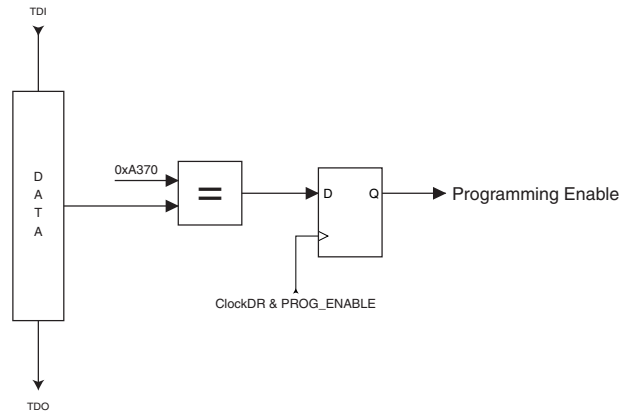 TDI
D
A
T
A
0xA370
=
D
Q
Programming Enable
ClockDR & PROG_ENABLE
TDO